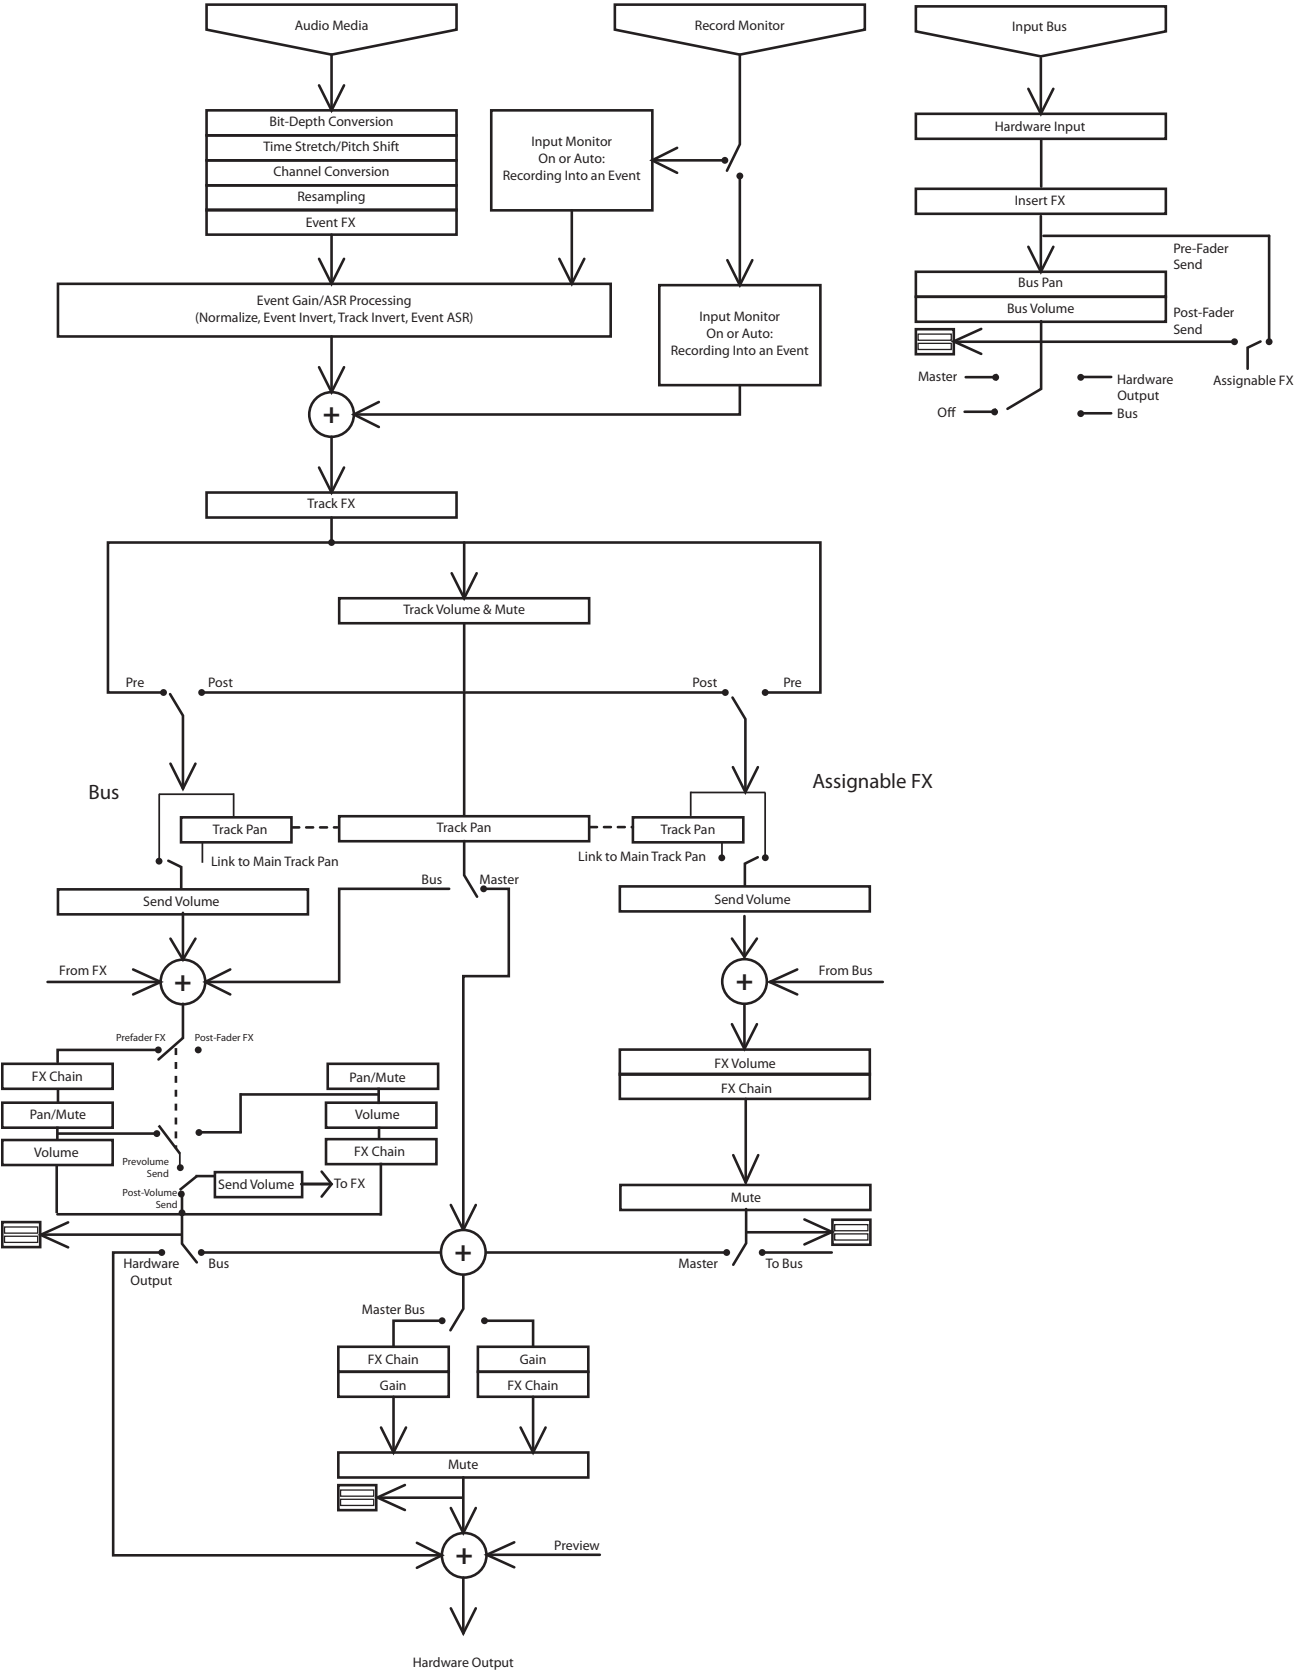 Audio Media
Record Monitor
Input Bus
Bit-Depth Conversion
Time Stretch/Pitch Shift
Channel Conversion
Resampling
Event FX
Input Monitor
On or Auto:
Recording Into an Event
Hardware Input
Insert FX
Pre-Fader
Send
Bus Pan
Bus Volume
Post-Fader
Send
Assignable FX
Master
Off
Hardware
Output
Bus
Event Gain/ASR Processing
(Normalize, Event Invert, Track Invert, Event ASR)
Input Monitor
On or Auto:
Recording Into an Event
+
Track FX
Track Volume & Mute
Pre
Post
Post
Pre
Bus
Assignable FX
Track Pan
Track Pan
Track Pan
Link to Main Track Pan
Link to Main Track Pan
Bus
Master
Send Volume
Send Volume
From FX
+
+
From Bus
Prefader FX
Post-Fader FX
FX Chain
Pan/Mute
Volume
Pan/Mute
Volume
FX Chain
FX Volume
FX Chain
Prevolume
Send
Post-Volume
Send
Send Volume
To FX
Mute
Hardware
Output
Bus
+
Master
To Bus
Master Bus
FX Chain
Gain
Gain
FX Chain
Mute
+
Preview
Hardware Output